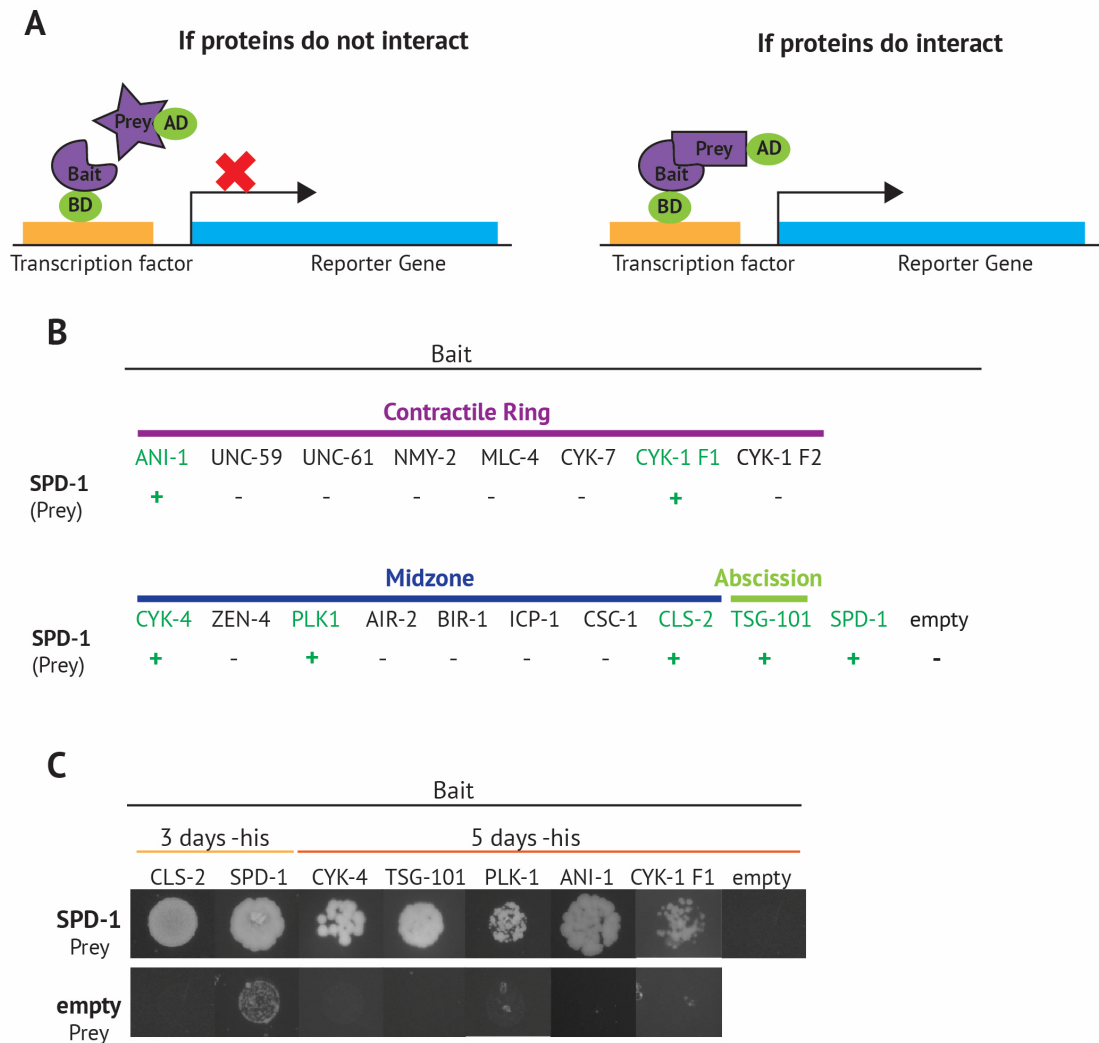 A
If proteins do not interact
If proteins do interact
Prey AD
Bait
BD
Transcription factor
Reporter Gene
Prey AD
Bait
BD
Transcription factor
Reporter Gene
B
Bait
Contractile Ring
ANI-1 UNC-59 UNC-61 NMY-2 MLC-4 CYK-7 CYK-1 F1 CYK-1 F2
SPD-1
(Prey)
+ - - - - - + -
Midzone
Abscission
CYK-4 ZEN-4 PLK1 AIR-2 BIR-1 ICP-1 CSC-1 CLS-2 TSG-101 SPD-1 empty
SPD-1
(Prey)
+ - + - - - - + + + -
C
Bait
3 days -his
5 days -his
CLS-2 SPD-1 CYK-4 TSG-101 PLK-1 ANI-1 CYK-1 F1 empty
SPD-1
Prey
empty
Prey